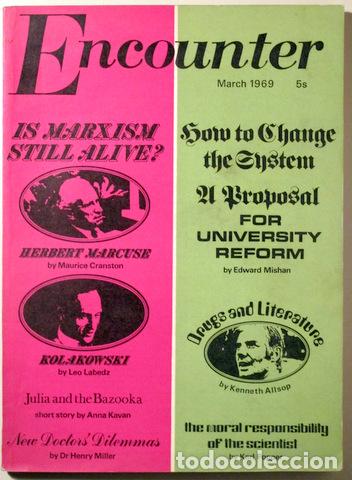 Encounter
March 1969 5s
IS MARXISM
STILL ALIVE?
HERBERT MARCUSE
by Maurice Cranston
KOLAKOWSKI
by Leo Labedz
Julia and the Bazooka
short story by Anna Kavan
New Doctors' Dilemmas
by Dr Henry Miller
How to Change
the System
A Proposal
FOR
UNIVERSITY
REFORM
by Edward Mishan
Drugs and Literature
by Kenneth Allsop
the moral responsibility
of the scientist
by
todocoleccion.net